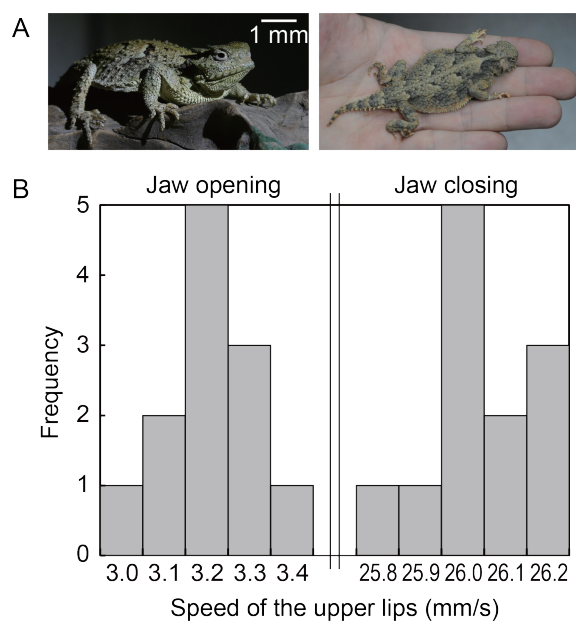 A
1 mm
B
Jaw opening
Jaw closing
Frequency
5
4
3
2
1
0
3.0 3.1 3.2 3.3 3.4 25.8 25.9 26.0 26.1 26.2
Speed of the upper lips (mm/s)